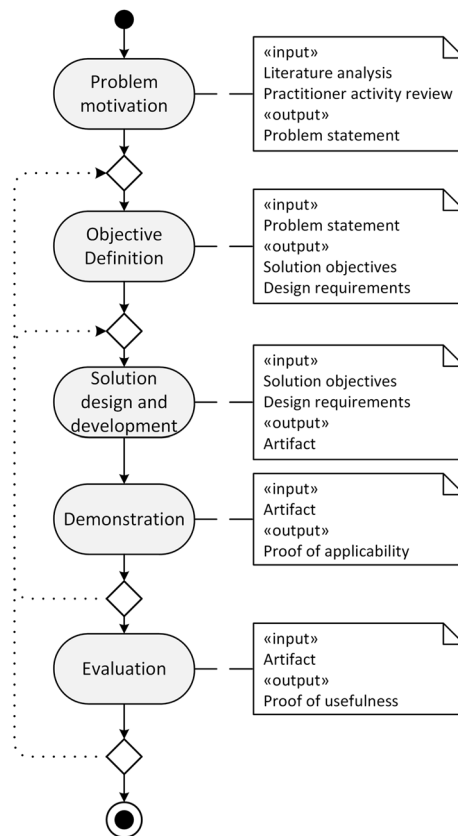 Problem
motivation
«input»
Literature analysis
Practitioner activity review
«output»
Problem statement
Objective
Definition
«input»
Problem statement
«output»
Solution objectives
Design requirements
Solution
design and
development
«input»
Solution objectives
Design requirements
«output»
Artifact
Demonstration
«input»
Artifact
«output»
Proof of applicability
Evaluation
«input»
Artifact
«output»
Proof of usefulness